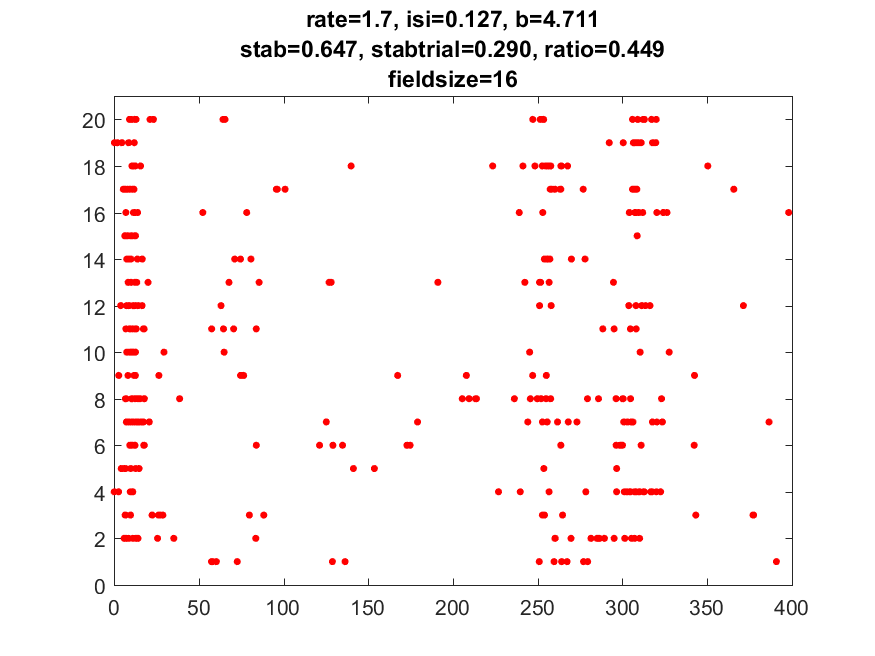 rate=1.7, isi=0.127, b=4.711
stab=0.647, stabtrial=0.290, ratio=0.449
fieldsize=16
20
18
16
14
12
10
8
6
4
2
0
0 50 100 150 200 250 300 350 400